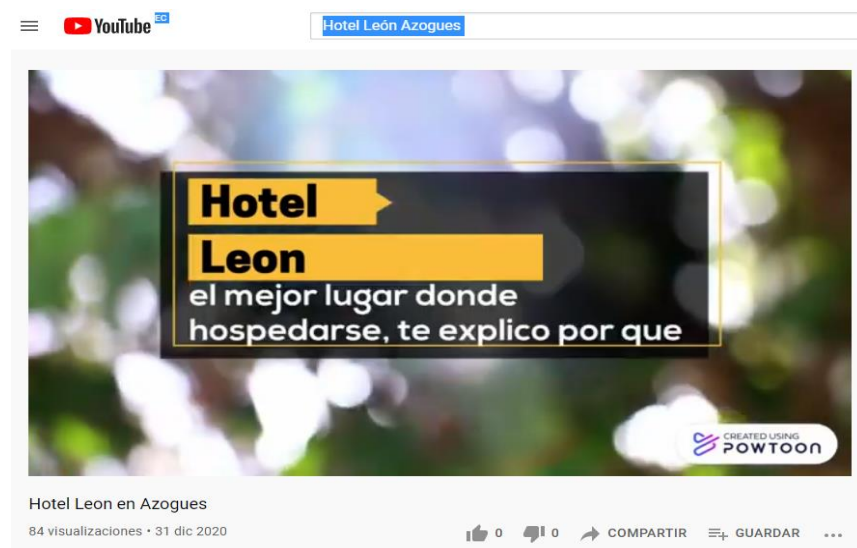 YouTube EC
Hotel León Azogues
Hotel
Leon
el mejor lugar donde
hospedarse, te explico por que
CREATED USING
POWTOON
Hotel Leon en Azogues
84 visualizaciones • 31 dic 2020
0 0 COMPARTIR GUARDAR ...